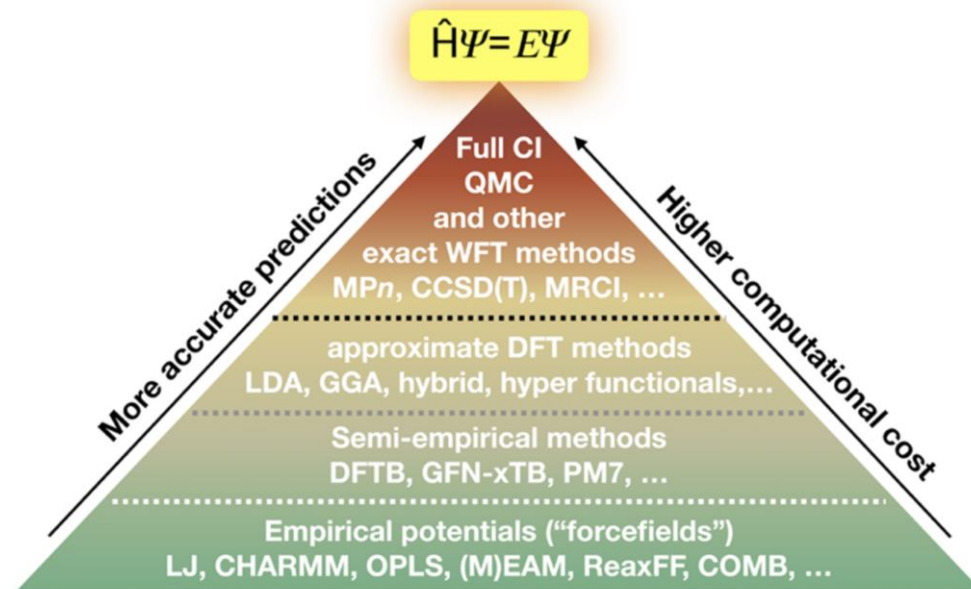 ĤΨ=EΨ
More accurate predictions
Higher computational cost
Full CI
QMC
and other
exact WFT methods
MPn, CCSD(T), MRCI, ...
approximate DFT methods
LDA, GGA, hybrid, hyper functionals,...
Semi-empirical methods
DFTB, GFN-xTB, PM7, ...
Empirical potentials (“forcefields”)
LJ, CHARMM, OPLS, (M)EAM, ReaxFF, COMB, ...